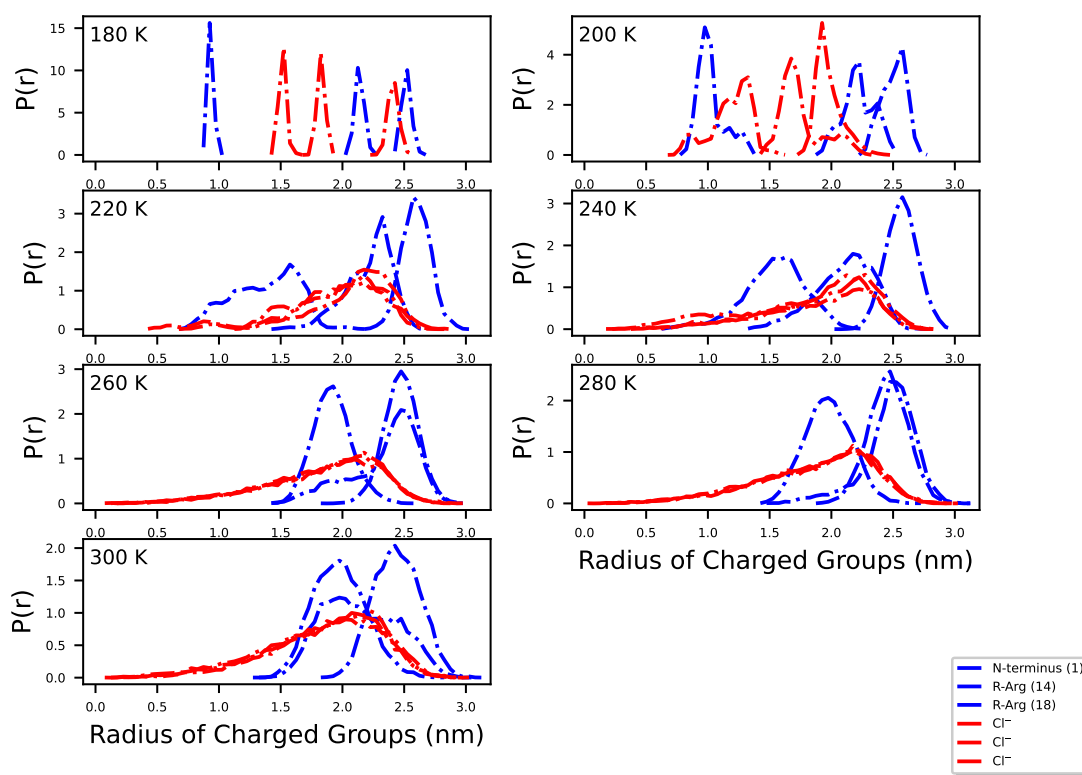 180 K
P(r)
15
10
5
0
0.0 0.5 1.0 1.5 2.0 2.5 3.0
200 K
P(r)
4
2
0
0.0 0.5 1.0 1.5 2.0 2.5 3.0
220 K
P(r)
3
2
1
0
0.0 0.5 1.0 1.5 2.0 2.5 3.0
240 K
P(r)
3
2
1
0
0.0 0.5 1.0 1.5 2.0 2.5 3.0
260 K
P(r)
3
2
1
0
0.0 0.5 1.0 1.5 2.0 2.5 3.0
280 K
P(r)
2
1
0
0.0 0.5 1.0 1.5 2.0 2.5 3.0
Radius of Charged Groups (nm)
300 K
P(r)
2.0
1.5
1.0
0.5
0.0
0.0 0.5 1.0 1.5 2.0 2.5 3.0
Radius of Charged Groups (nm)
N-terminus (1)
R-Arg (14)
R-Arg (18)
Cl⁻
Cl⁻
Cl⁻